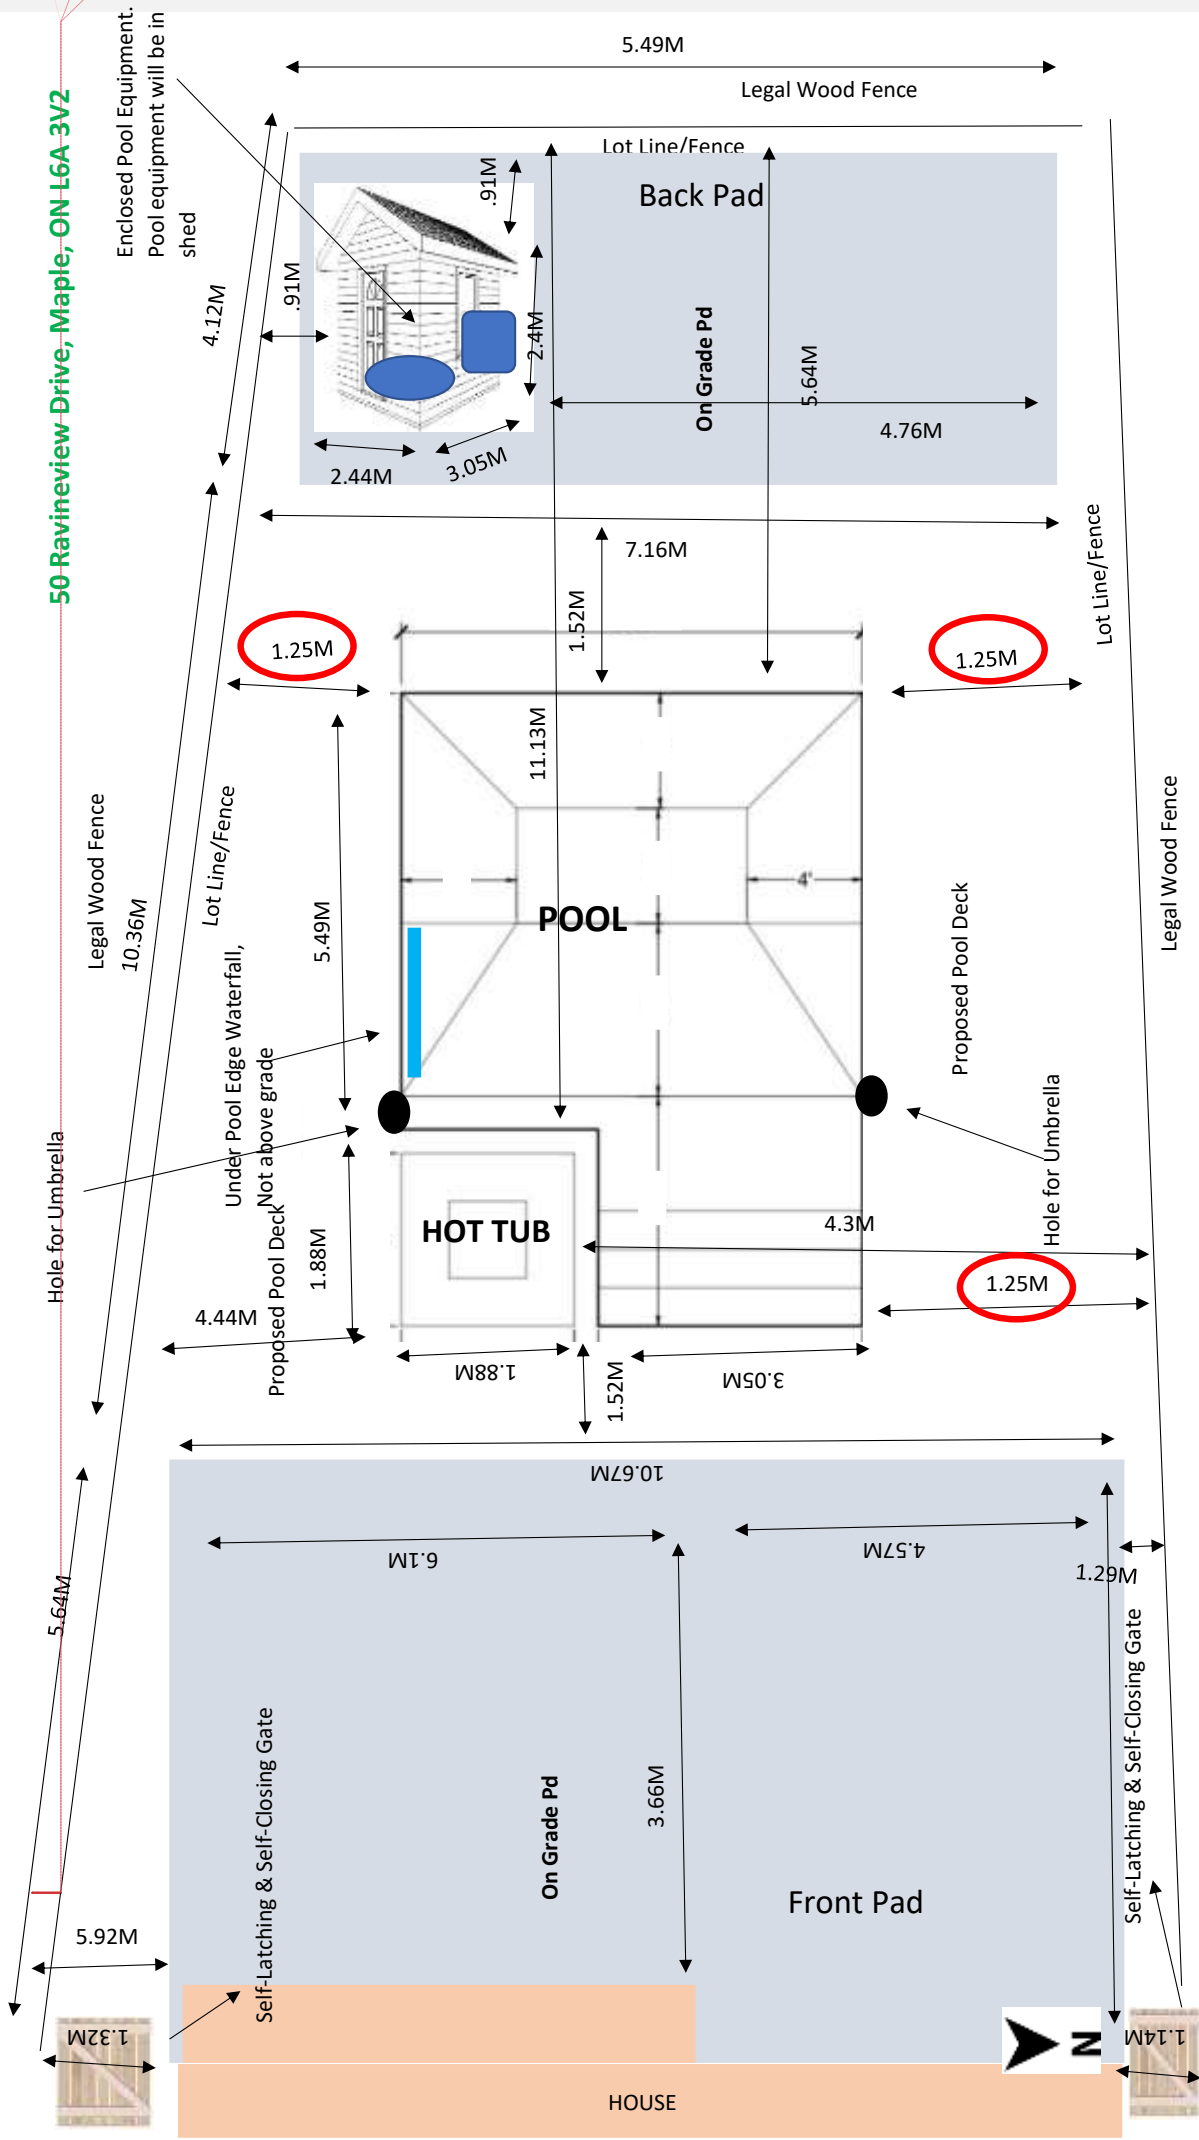 50 Ravineview Drive, Maple, ON L6A 3V2
Enclosed Pool Equipment.
Pool equipment will be in
shed
5.49M
Legal Wood Fence
Lot Line/Fence
Back Pad
.91M
.91M
4.12M
2.4M
On Grade Pd
5.64M
4.76M
2.44M
3.05M
7.16M
1.52M
Lot Line/Fence
1.25M
1.25M
11.13M
5.49M
Legal Wood Fence
10.36M
Lot Line/Fence
4'
POOL
Proposed Pool Deck
Legal Wood Fence
Under Pool Edge Waterfall,
Not above grade
Hole for Umbrella
Hole for Umbrella
Proposed Pool Deck
HOT TUB
1.88M
4.3M
1.25M
4.44M
1.88M
1.52M
3.05M
10.67M
6.1M
4.57M
1.29M
5.64M
Self-Latching & Self-Closing Gate
Self-Latching & Self-Closing Gate
On Grade Pd
3.66M
Front Pad
5.92M
1.32M
N
1.14M
HOUSE